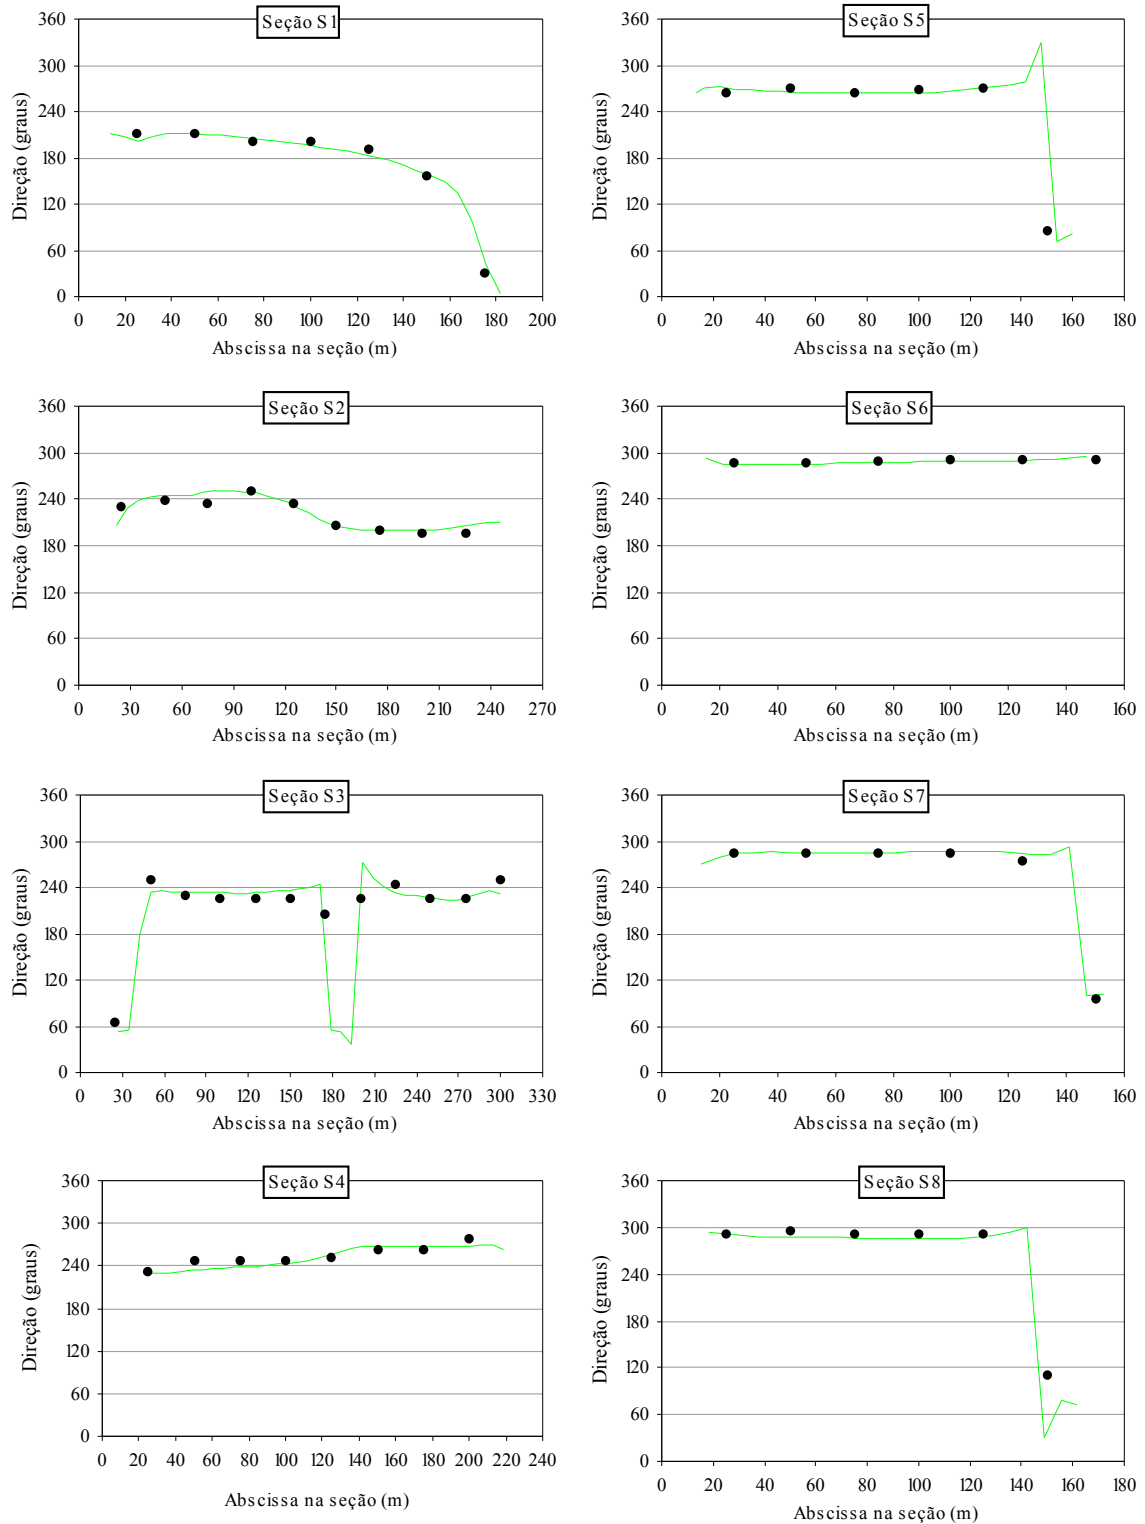 Seção S1
360
300
240
180
120
60
0
Direção (graus)
0 20 40 60 80 100 120 140 160 180 200
Abscissa na seção (m)
Seção S5
360
300
240
180
120
60
0
Direção (graus)
0 20 40 60 80 100 120 140 160 180
Abscissa na seção (m)
Seção S2
360
300
240
180
120
60
0
Direção (graus)
0 30 60 90 120 150 180 210 240 270
Abscissa na seção (m)
Seção S6
360
300
240
180
120
60
0
Direção (graus)
0 20 40 60 80 100 120 140 160
Abscissa na seção (m)
Seção S3
360
300
240
180
120
60
0
Direção (graus)
0 30 60 90 120 150 180 210 240 270 300 330
Abscissa na seção (m)
Seção S7
360
300
240
180
120
60
0
Direção (graus)
0 20 40 60 80 100 120 140 160
Abscissa na seção (m)
Seção S4
360
300
240
180
120
60
0
Direção (graus)
0 20 40 60 80 100 120 140 160 180 200 220 240
Abscissa na seção (m)
Seção S8
360
300
240
180
120
60
0
Direção (graus)
0 20 40 60 80 100 120 140 160 180
Abscissa na seção (m)